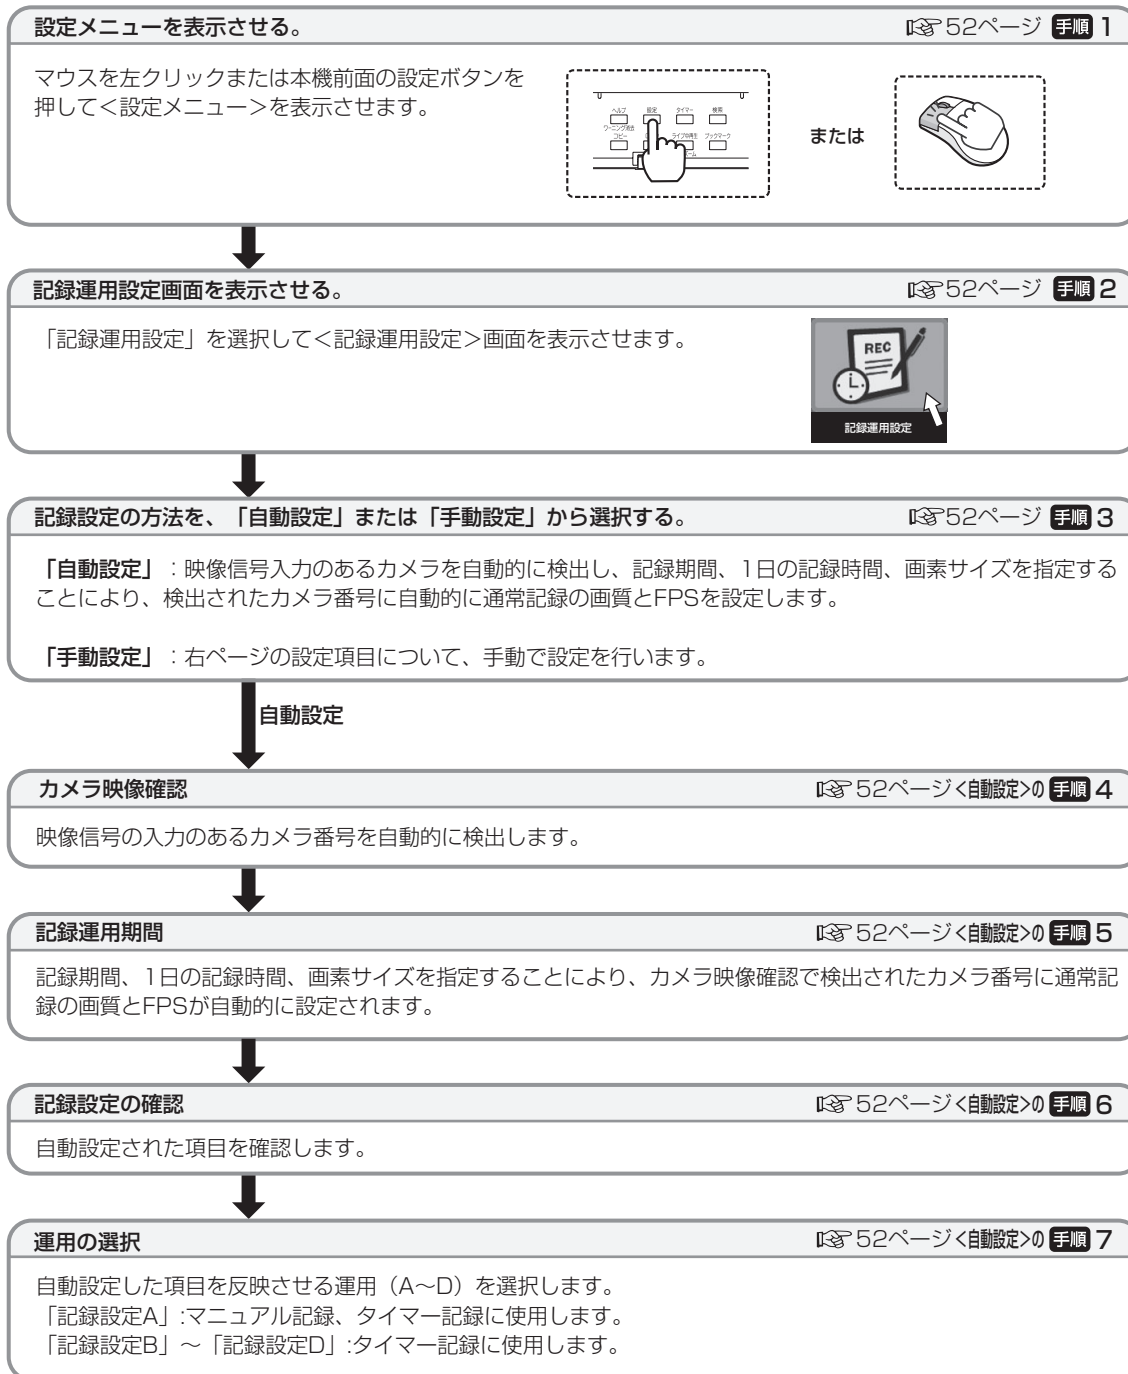 設定メニューを表示させる。 52ページ 手順 1
マウスを左クリックまたは本機前面の設定ボタンを
押して<設定メニュー>を表示させます。
ヘルプ 設定 タイマー 検索
ワーニング消去
コピー ライブ/再生 ブックマーク
または
記録運用設定画面を表示させる。 52ページ 手順 2
「記録運用設定」を選択して<記録運用設定>画面を表示させます。
REC
記録運用設定
記録設定の方法を、「自動設定」または「手動設定」から選択する。 52ページ 手順 3
「自動設定」:映像信号入力のあるカメラを自動的に検出し、記録期間、1日の記録時間、画素サイズを指定する
ことにより、検出されたカメラ番号に自動的に通常記録の画質とFPSを設定します。
「手動設定」:右ページの設定項目について、手動で設定を行います。
自動設定
カメラ映像確認 52ページ<自動設定>の 手順 4
映像信号の入力のあるカメラ番号を自動的に検出します。
記録運用期間 52ページ<自動設定>の 手順 5
記録期間、1日の記録時間、画素サイズを指定することにより、カメラ映像確認で検出されたカメラ番号に通常記
録の画質とFPSが自動的に設定されます。
記録設定の確認 52ページ<自動設定>の 手順 6
自動設定された項目を確認します。
運用の選択 52ページ<自動設定>の 手順 7
自動設定した項目を反映させる運用(A～D)を選択します。
「記録設定A」:マニュアル記録、タイマー記録に使用します。
「記録設定B」～「記録設定D」:タイマー記録に使用します。